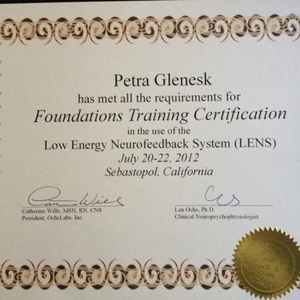 Petra Glenesk
has met all the requirements for
Foundations Training Certification
in the use of the
Low Energy Neurofeedback System (LENS)
July 20-22, 2012
Sebastopol, California
Catherine Wills, MSN, RN, CNS
President, OchsLabs, Inc.
Len Ochs, Ph.D.
Clinical Neuropsychophysiologist